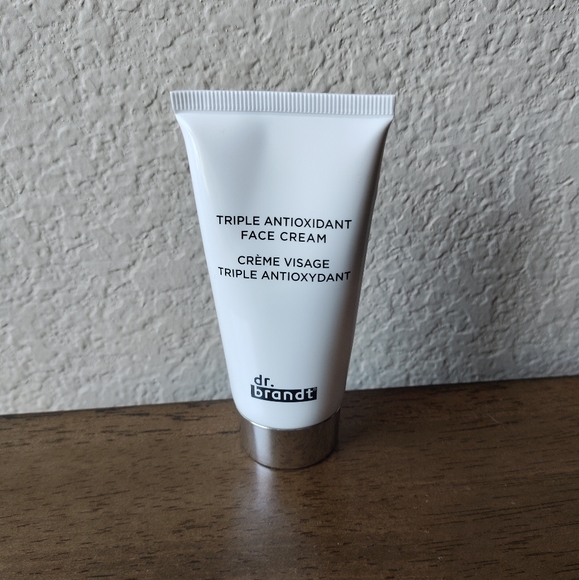 TRIPLE ANTIOXIDANT
FACE CREAM
CRÈME VISAGE
TRIPLE ANTIOXYDANT
dr.
brandt